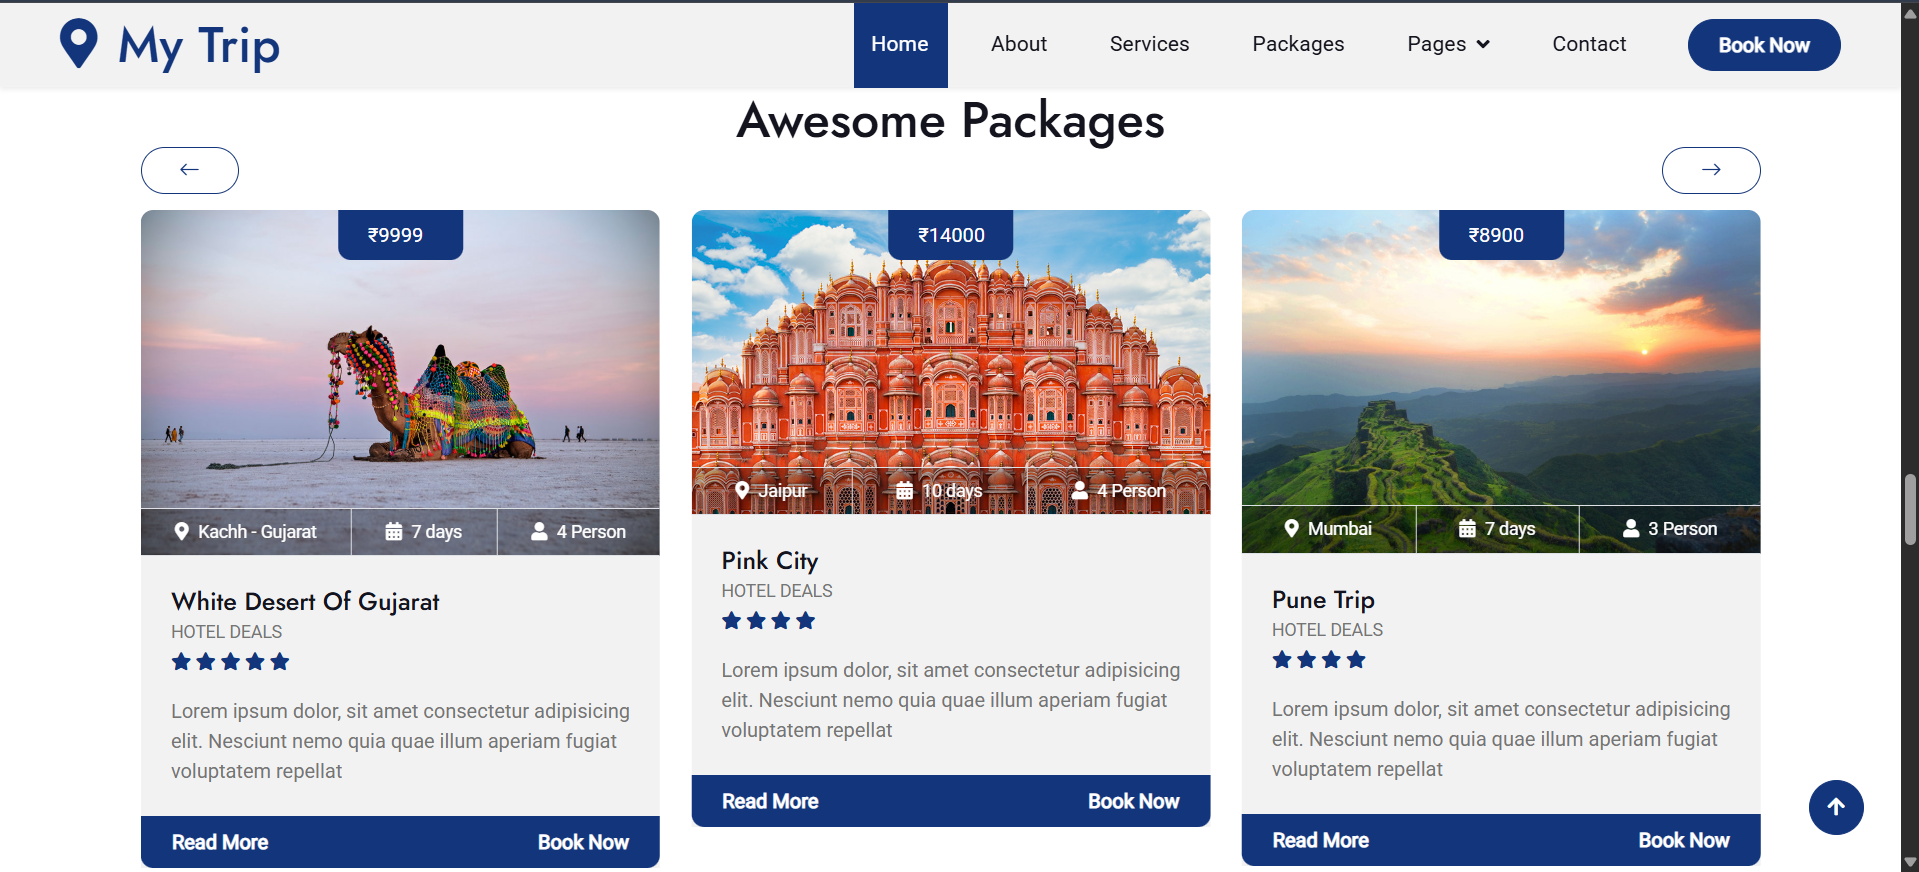 My Trip
Home
About
Services
Packages
Pages
Contact
Book Now
Awesome Packages
₹9999
Kachh - Gujarat
7 days
4 Person
White Desert Of Gujarat
HOTEL DEALS
Lorem ipsum dolor, sit amet consectetur adipisicing
elit. Nesciunt nemo quia quae illum aperiam fugiat
voluptatem repellat
Read More
Book Now
₹14000
Jaipur
10 days
4 Person
Pink City
HOTEL DEALS
Lorem ipsum dolor, sit amet consectetur adipisicing
elit. Nesciunt nemo quia quae illum aperiam fugiat
voluptatem repellat
Read More
Book Now
₹8900
Mumbai
7 days
3 Person
Pune Trip
HOTEL DEALS
Lorem ipsum dolor, sit amet consectetur adipisicing
elit. Nesciunt nemo quia quae illum aperiam fugiat
voluptatem repellat
Read More
Book Now